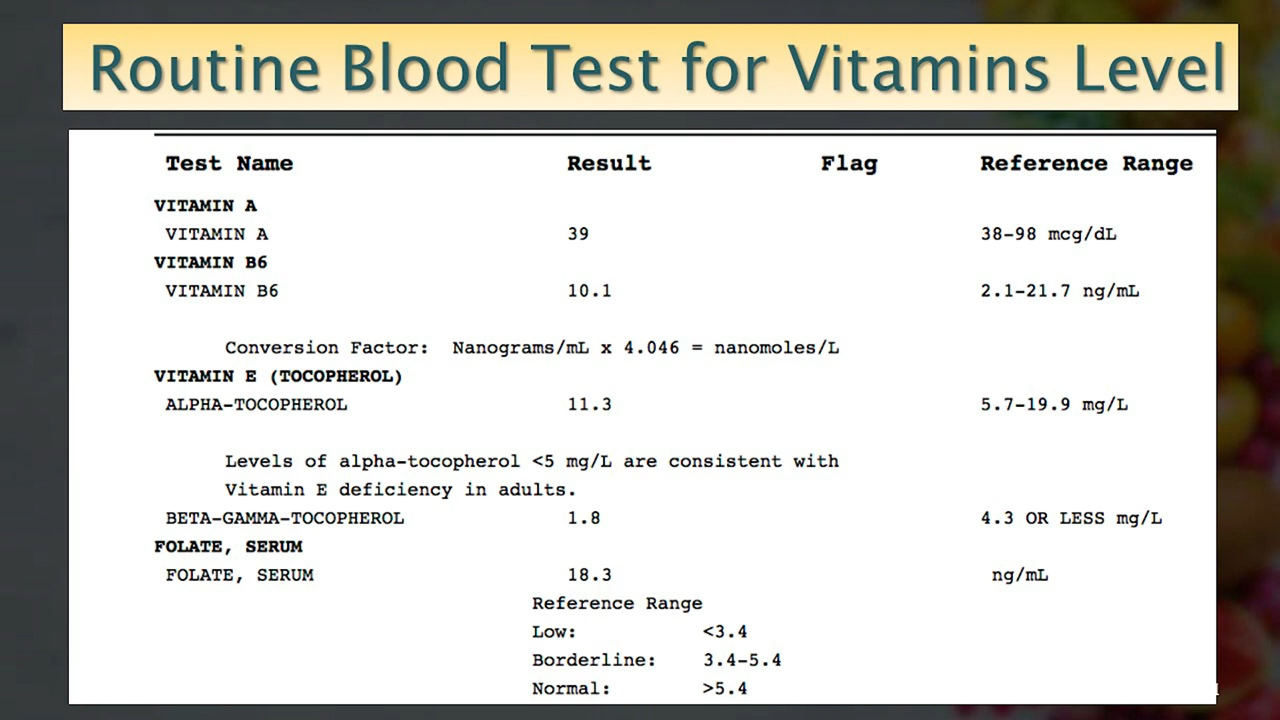 Routine Blood Test for Vitamins Level
Test Name Result Flag Reference Range
VITAMIN A
VITAMIN A 39 38-98 mcg/dL
VITAMIN B6
VITAMIN B6 10.1 2.1-21.7 ng/mL
Conversion Factor: Nanograms/mL x 4.046 = nanomoles/L
VITAMIN E (TOCOPHEROL)
ALPHA-TOCOPHEROL 11.3 5.7-19.9 mg/L
Levels of alpha-tocopherol <5 mg/L are consistent with
Vitamin E deficiency in adults.
BETA-GAMMA-TOCOPHEROL 1.8 4.3 OR LESS mg/L
FOLATE, SERUM
FOLATE, SERUM 18.3 ng/mL
Reference Range
Low: <3.4
Borderline: 3.4-5.4
Normal: >5.4